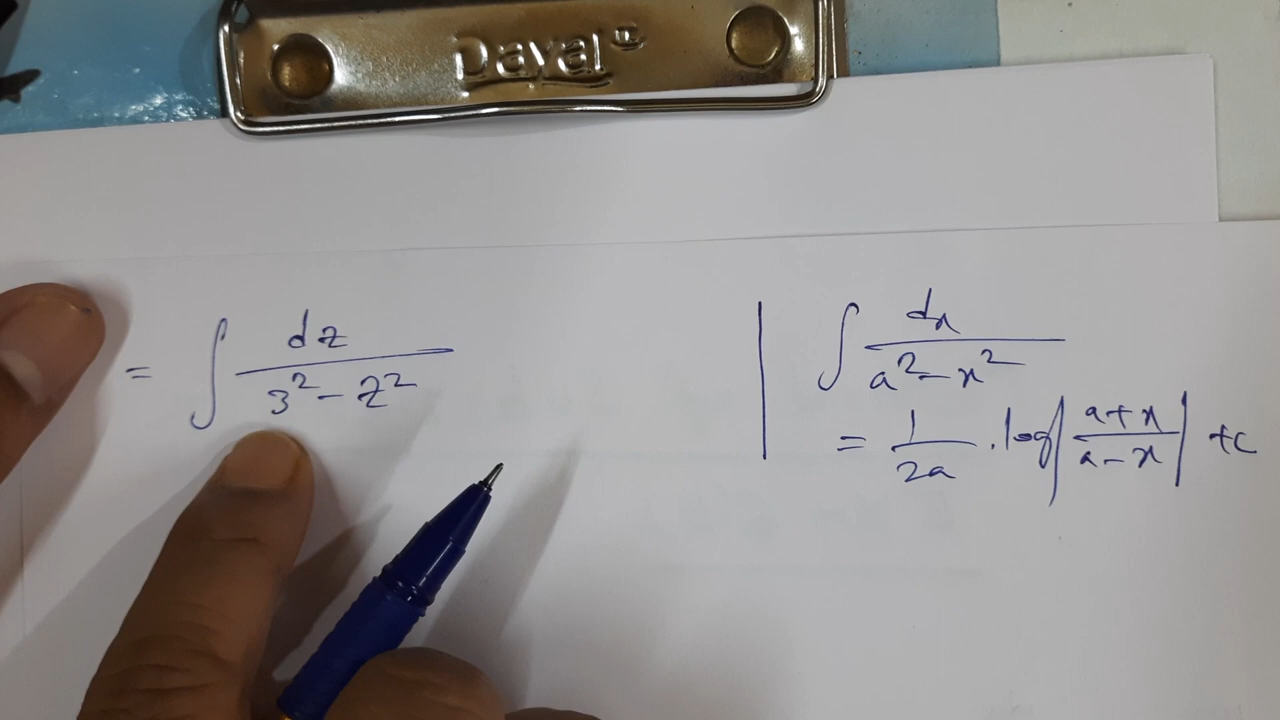 Dayal
= ∫ dz / 3² - z²
∫ dx / a² - x²
= 1 / 2a . log | a + x / a - x | + c